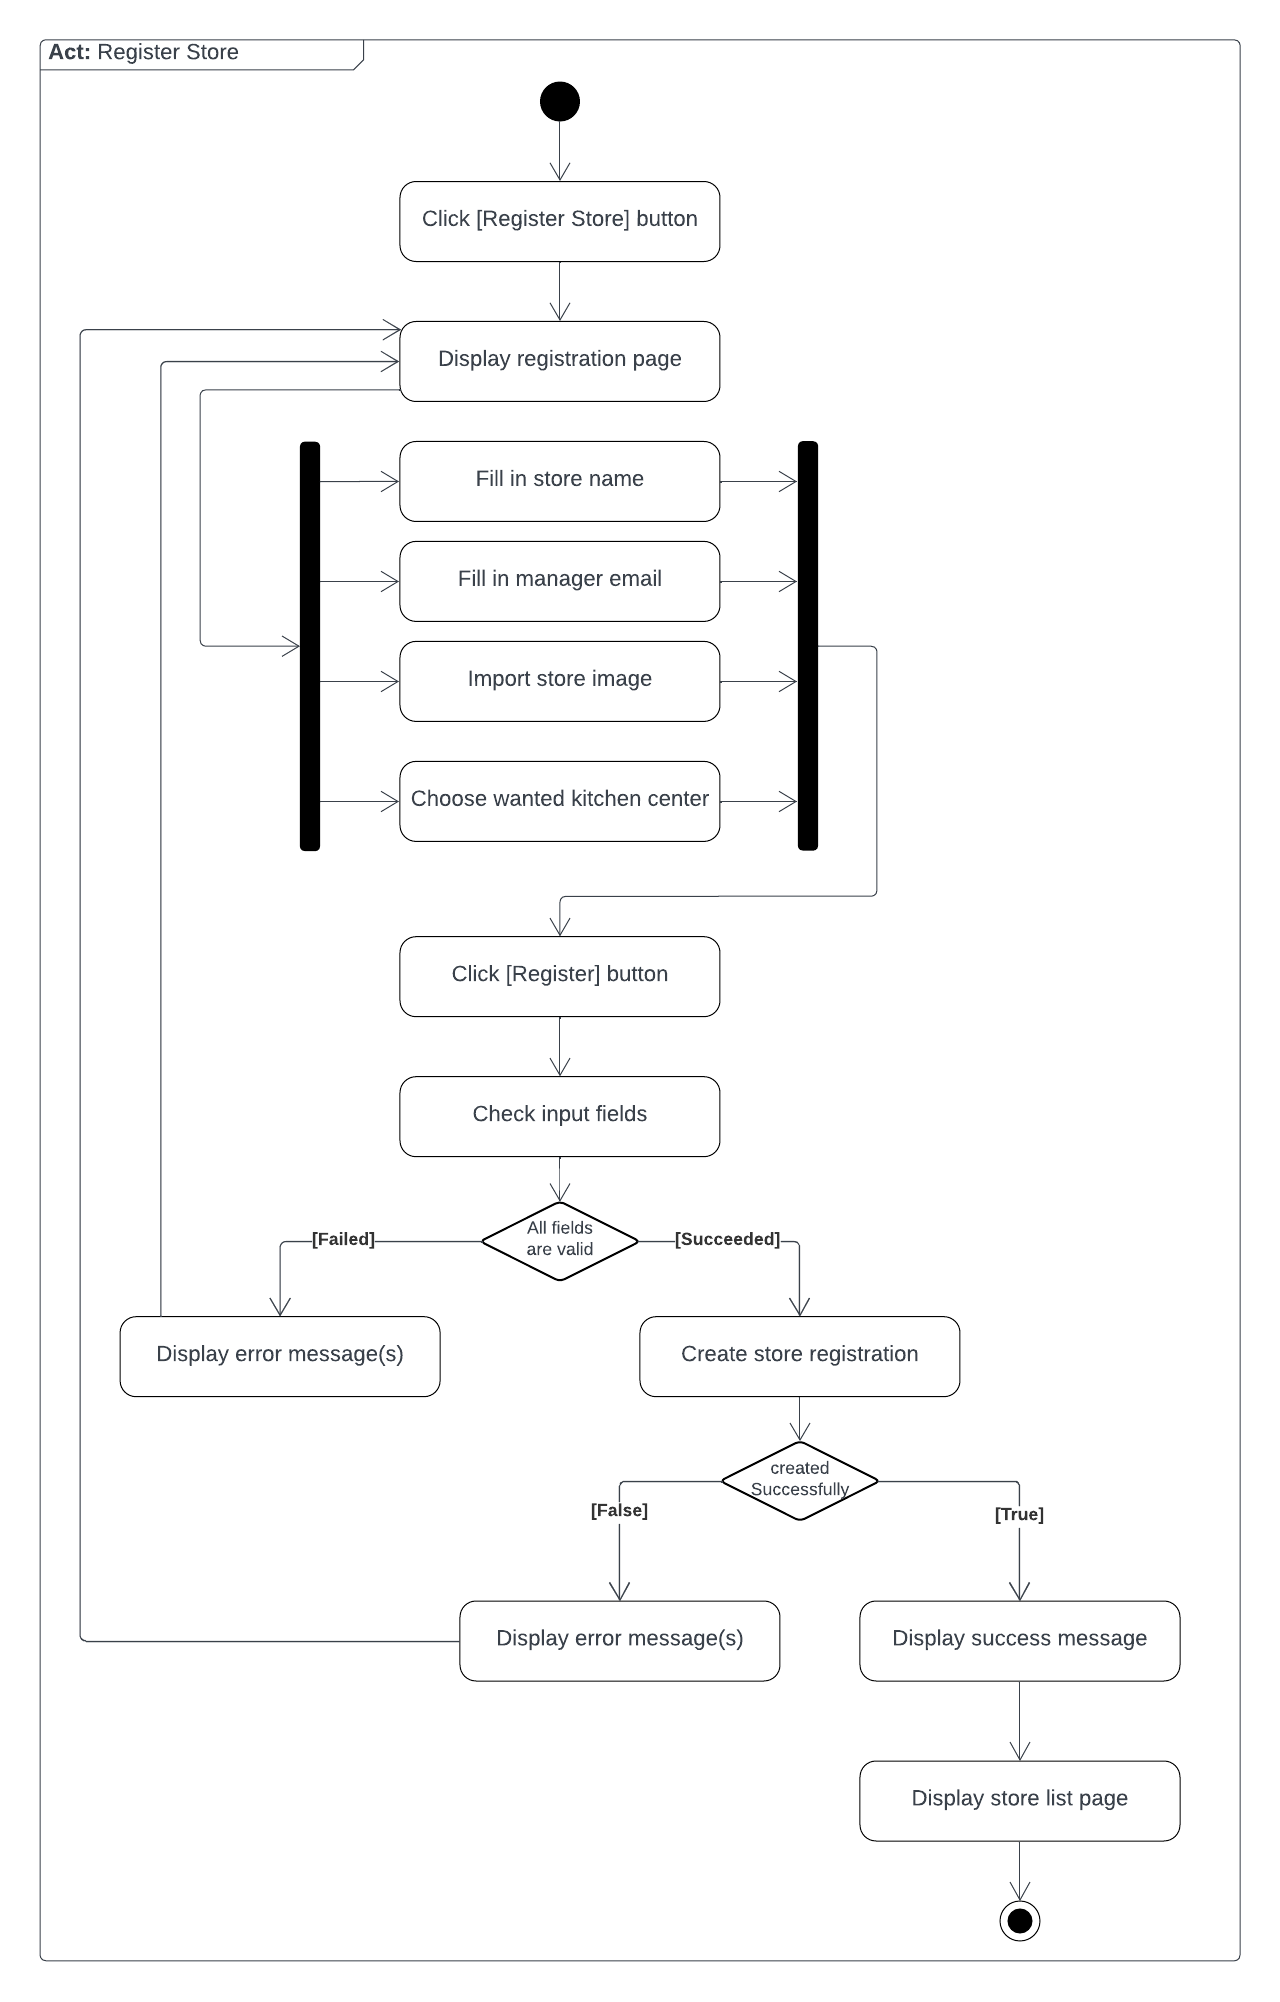 Act: Register Store
Click [Register Store] button
Display registration page
Fill in store name
Fill in manager email
Import store image
Choose wanted kitchen center
Click [Register] button
Check input fields
All fields
are valid
[Failed]
[Succeeded]
Display error message(s)
Create store registration
created
Successfully
[False]
[True]
Display error message(s)
Display success message
Display store list page